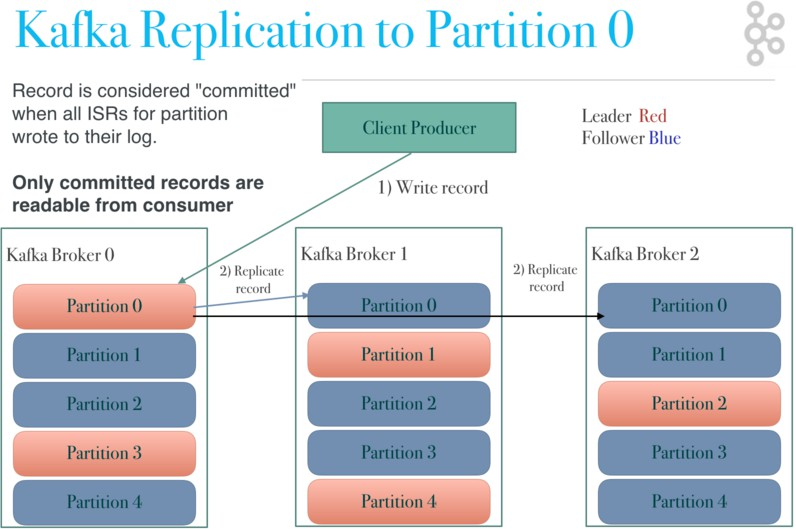 Kafka Replication to Partition 0
Record is considered "committed"
when all ISRs for partition
wrote to their log.
Only committed records are
readable from consumer
Client Producer
Leader Red
Follower Blue
1) Write record
Kafka Broker 0
Partition 0
Partition 1
Partition 2
Partition 3
Partition 4
2) Replicate
record
Kafka Broker 1
Partition 0
Partition 1
Partition 2
Partition 3
Partition 4
2) Replicate
record
Kafka Broker 2
Partition 0
Partition 1
Partition 2
Partition 3
Partition 4